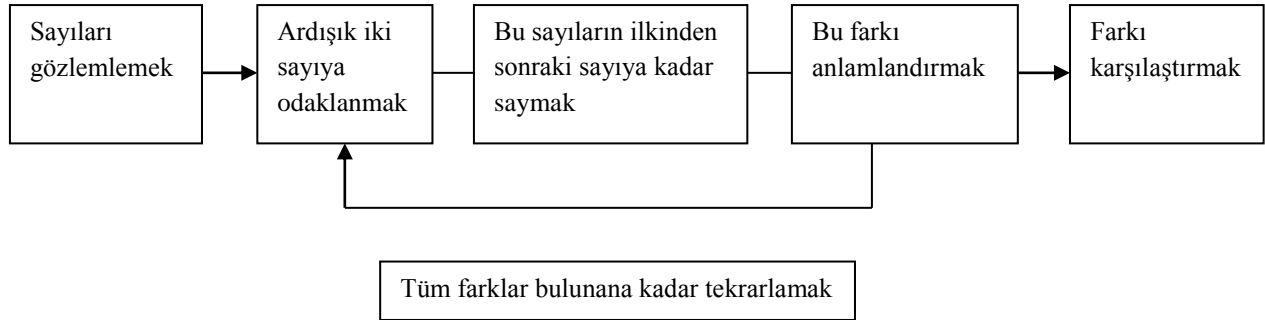 Sayıları
gözlemlemek
Ardışık iki
sayıya
odaklanmak
Bu sayıların ilkinden
sonraki sayıya kadar
saymak
Bu farkı
anlamlandırmak
Farkı
karşılaştırmak
Tüm farklar bulunana kadar tekrarlamak